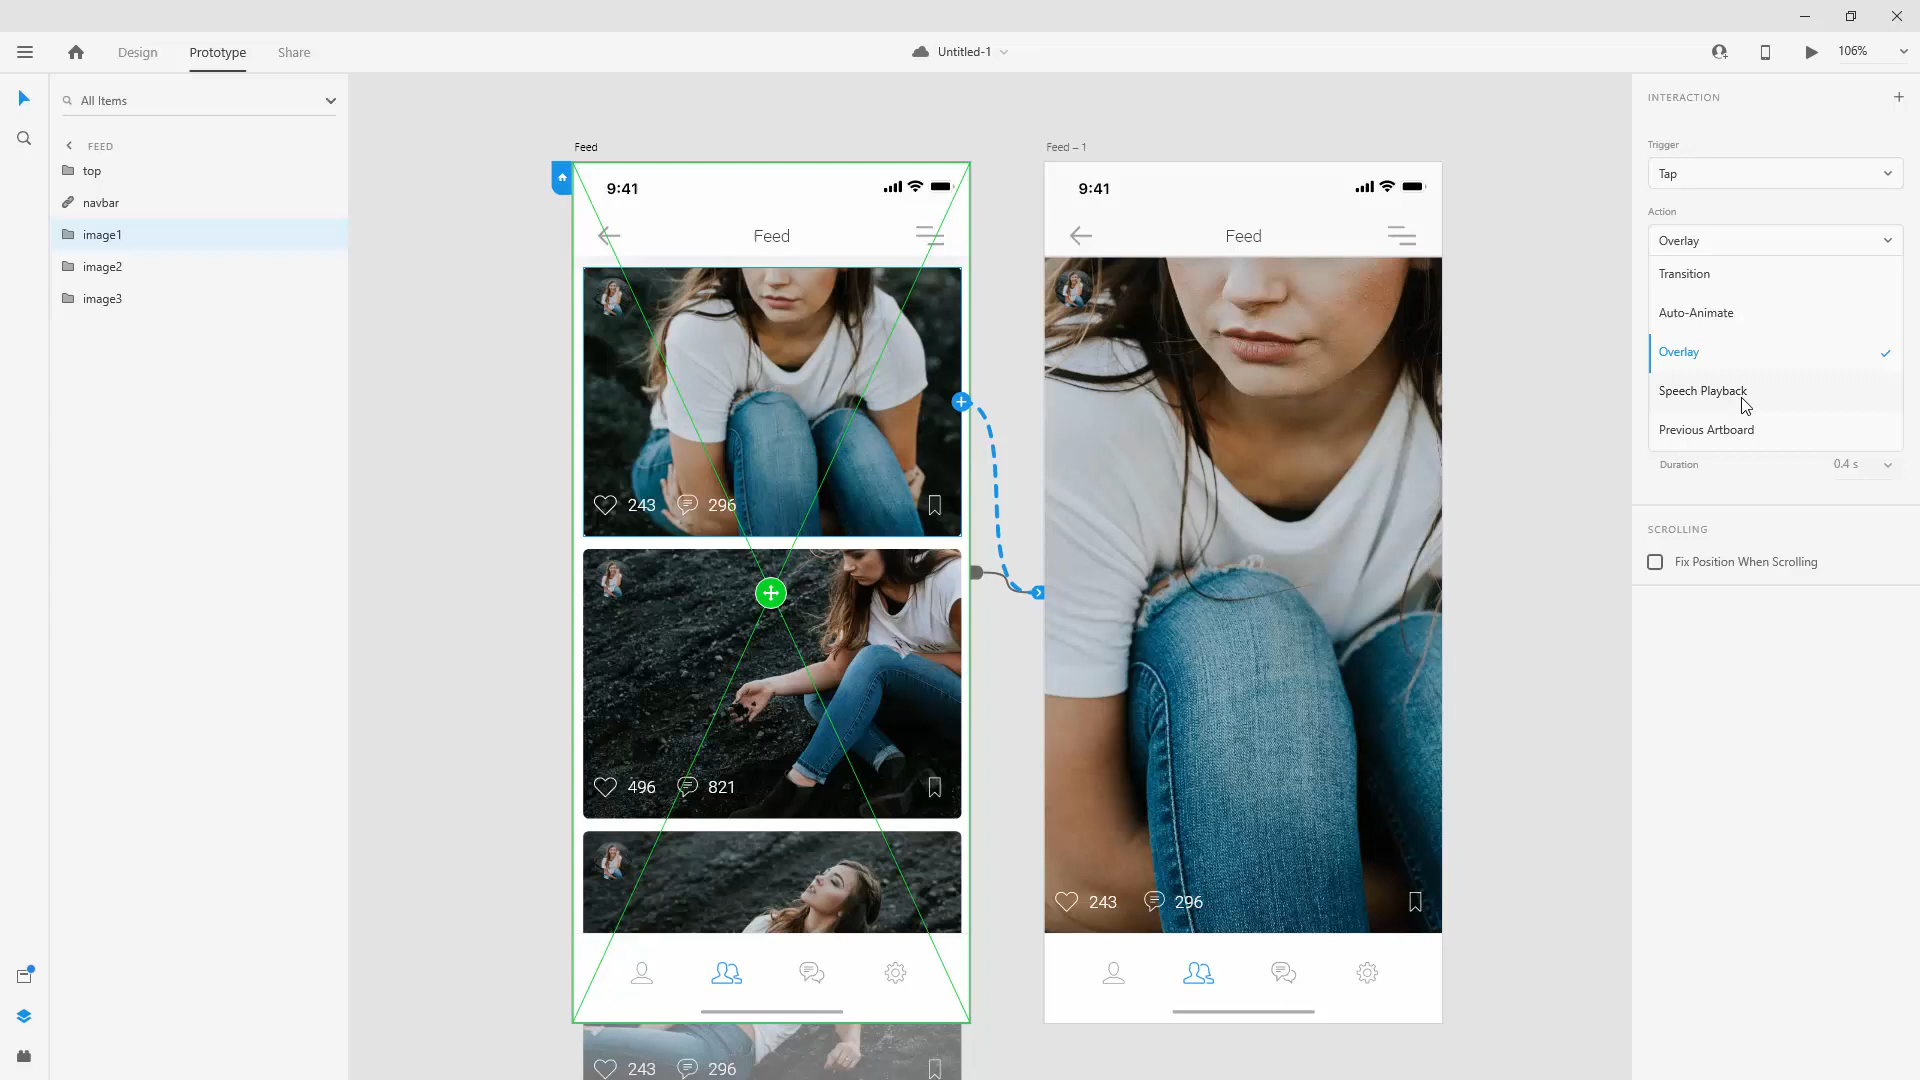 Design
Prototype
Share
Untitled-1
106%
All Items
FEED
top
navbar
image1
image2
image3
Feed
9:41
Feed
243
296
496
821
243
296
Feed – 1
9:41
Feed
243
296
INTERACTION
Trigger
Tap
Action
Overlay
Transition
Auto-Animate
Overlay
Speech Playback
Previous Artboard
Duration
0.4 s
SCROLLING
Fix Position When Scrolling